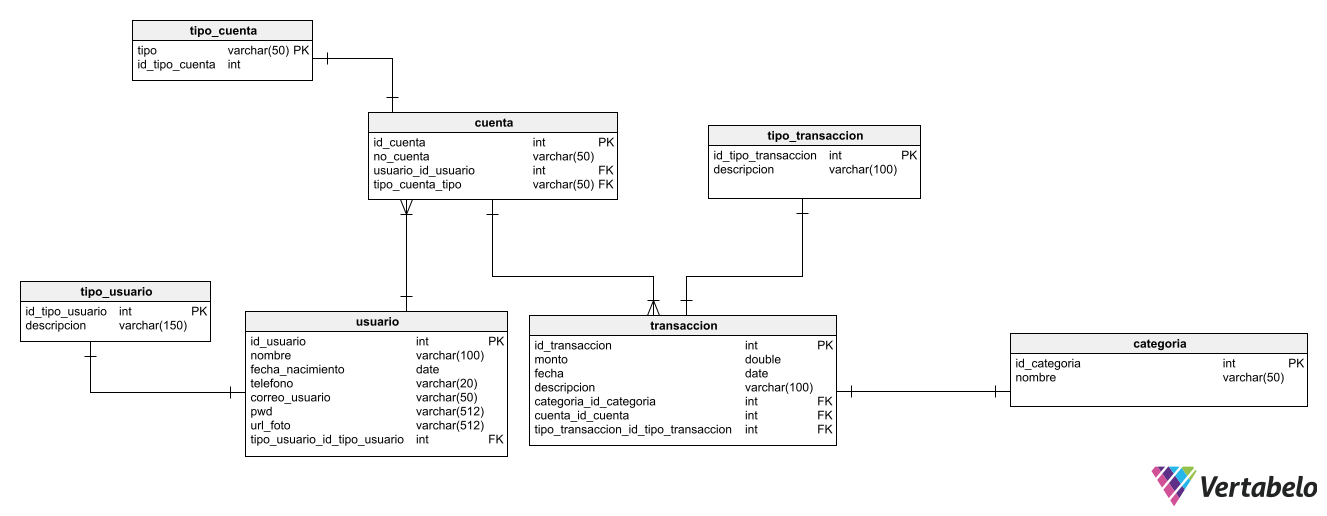 tipo_cuenta
tipo varchar(50) PK
id_tipo_cuenta int
cuenta
id_cuenta int PK
no_cuenta varchar(50)
usuario_id_usuario int FK
tipo_cuenta_tipo varchar(50) FK
tipo_transaccion
id_tipo_transaccion int PK
descripcion varchar(100)
tipo_usuario
id_tipo_usuario int PK
descripcion varchar(150)
usuario
id_usuario int PK
nombre varchar(100)
fecha_nacimiento date
telefono varchar(20)
correo_usuario varchar(50)
pwd varchar(512)
url_foto varchar(512)
tipo_usuario_id_tipo_usuario int FK
transaccion
id_transaccion int PK
monto double
fecha date
descripcion varchar(100)
categoria_id_categoria int FK
cuenta_id_cuenta int FK
tipo_transaccion_id_tipo_transaccion int FK
categoria
id_categoria int PK
nombre varchar(50)
Vertabelo